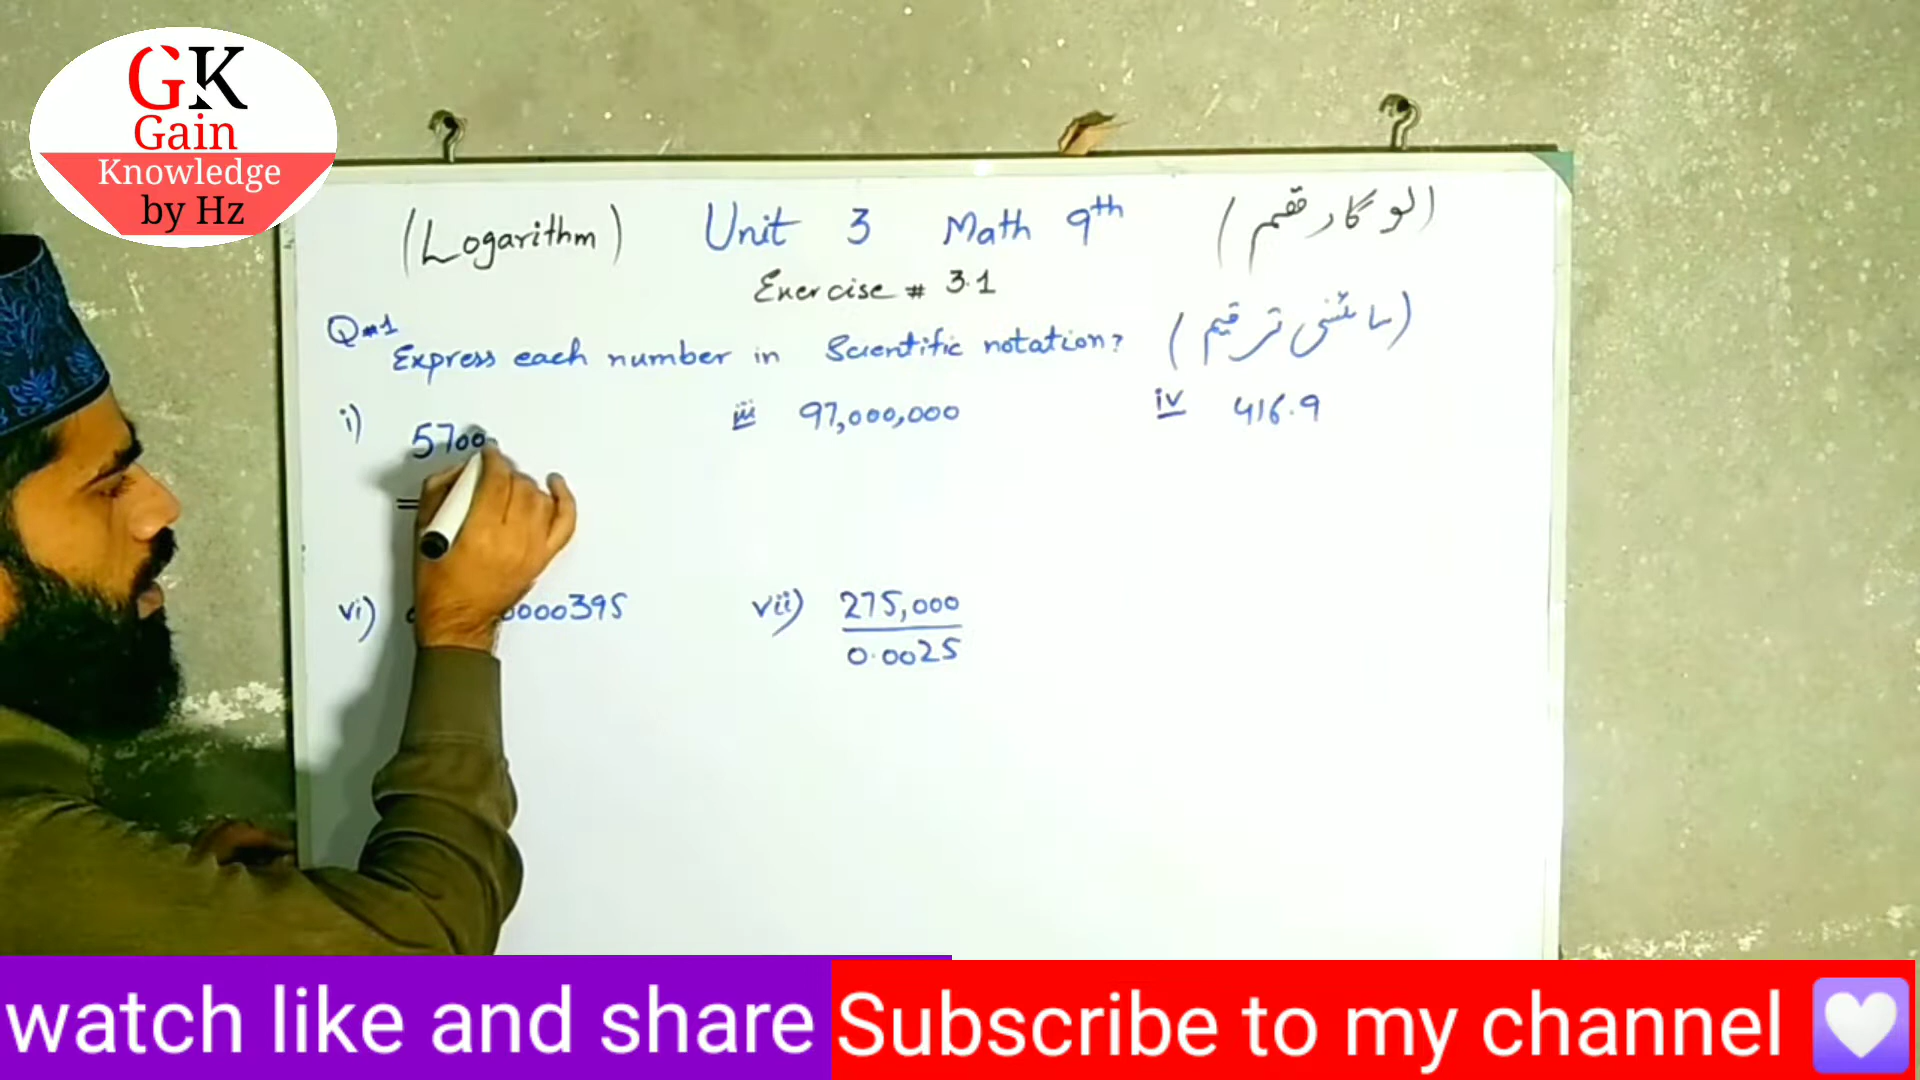 GK
Gain
Knowledge
by Hz
(Logarithm) Unit 3 Math 9th (لوگارتھم)
Exercise # 3.1
Q#1
Express each number in Scientific notation? (سائنسی ترقیم)
i) 5700 iii 97,000,000 iv 416.9
=
vi) 0000395 vii) 275,000
0.0025
watch like and share Subscribe to my channel